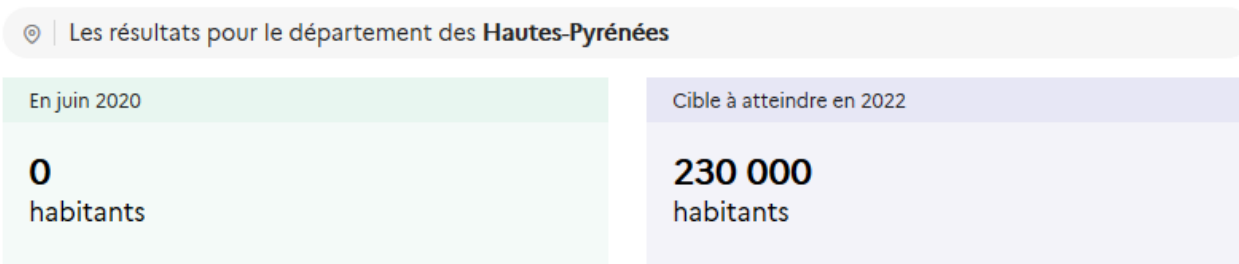 Les résultats pour le département des Hautes-Pyrénées
En juin 2020
0
habitants
Cible à atteindre en 2022
230 000
habitants